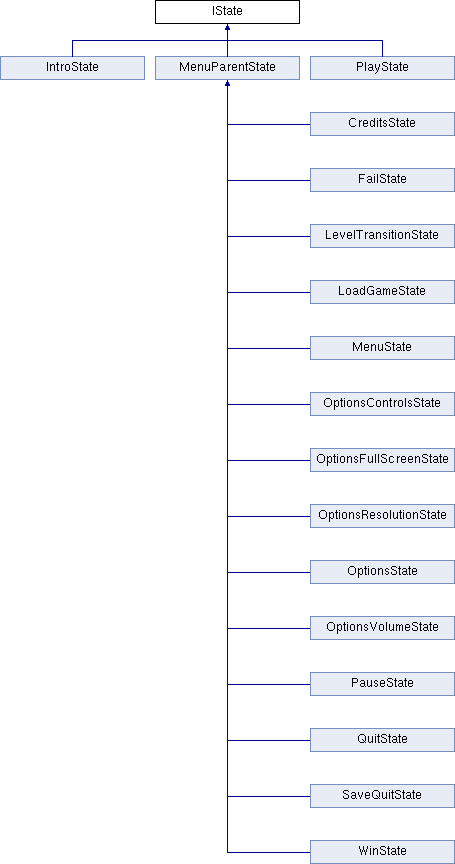 IState
IntroState
MenuParentState
PlayState
CreditsState
FailState
LevelTransitionState
LoadGameState
MenuState
OptionsControlsState
OptionsFullScreenState
OptionsResolutionState
OptionsState
OptionsVolumeState
PauseState
QuitState
SaveQuitState
WinState